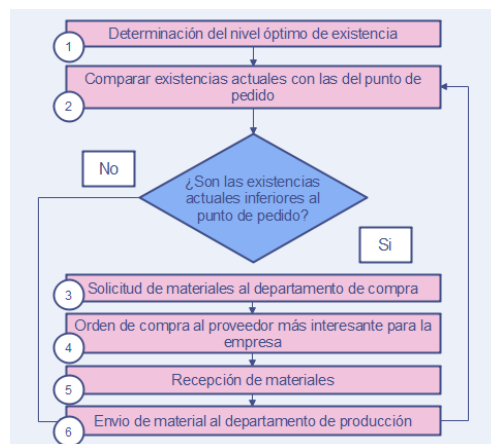 Determinación del nivel óptimo de existencia
1
Comparar existencias actuales con las del punto de
pedido
2
No
¿Son las existencias
actuales inferiores al
punto de pedido?
Si
Solicitud de materiales al departamento de compra
3
Orden de compra al proveedor más interesante para la
empresa
4
Recepción de materiales
5
Envio de material al departamento de producción
6